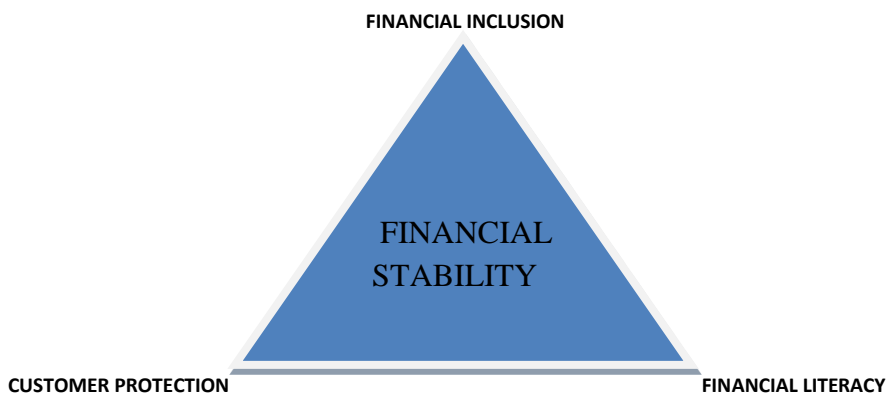 FINANCIAL INCLUSION
FINANCIAL
STABILITY
CUSTOMER PROTECTION
FINANCIAL LITERACY